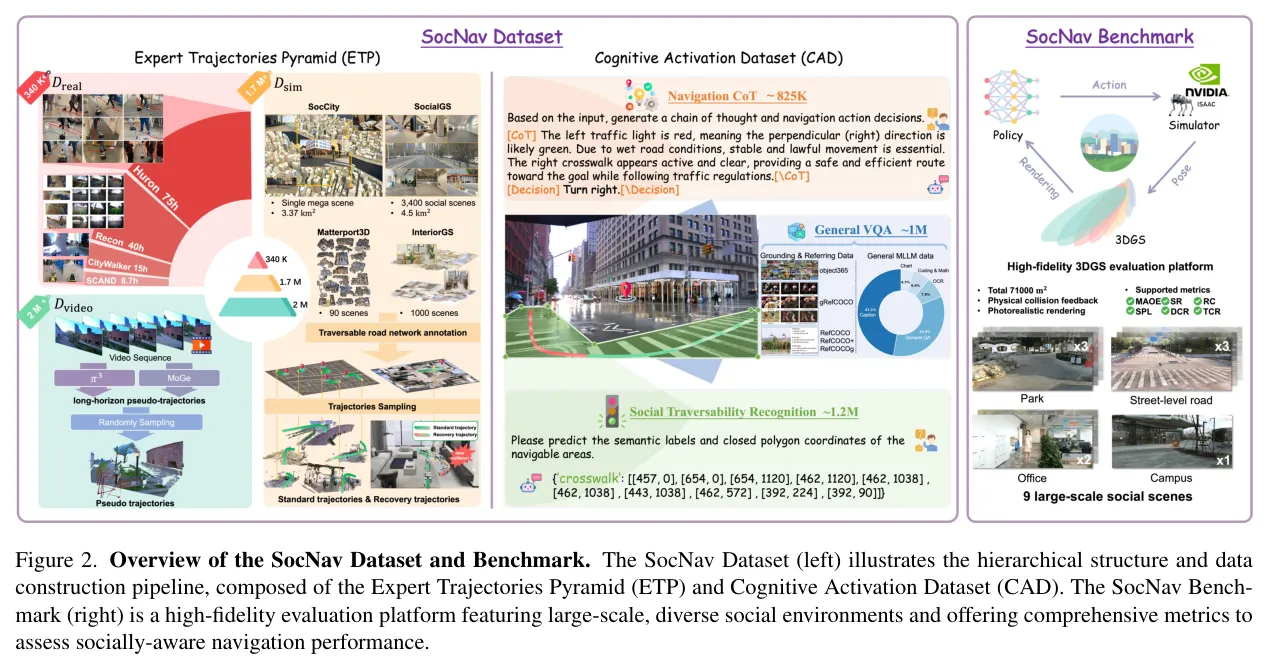 SocNav Dataset
Expert Trajectories Pyramid (ETP)
340 K
D_real
Huron 75h
Recon 40h
CityWalker 15h
SCAND 8.7h
1.7 M
D_sim
SocCity
SocialGS
• Single mega scene
• 3.37 km²
• 3,400 social scenes
• 4.5 km²
Matterport3D
InteriorGS
• 90 scenes
• 1000 scenes
340 K
1.7 M
2 M
Traversable road network annotation
Trajectories Sampling
Standard trajectory
Recovery trajectory
Standard trajectories & Recovery trajectories
2 M
D_video
Video Sequence
π³
MoGe
long-horizon pseudo-trajectories
Randomly Sampling
Pseudo trajectories
Cognitive Activation Dataset (CAD)
Navigation CoT ~ 825K
Based on the input, generate a chain of thought and navigation action decisions.
[CoT] The left traffic light is red, meaning the perpendicular (right) direction is
likely green. Due to wet road conditions, stable and lawful movement is essential.
The right crosswalk appears active and clear, providing a safe and efficient route
toward the goal while following traffic regulations.[\CoT]
[Decision] Turn right.[\Decision]
General VQA ~1M
Grounding & Referring Data
object365
gRefCOCO
RefCOCO
RefCOCO+
RefCOCOg
General MLLM data
Chart
Coding & Math
OCR
Caption
General QA
Social Traversability Recognition ~1.2M
Please predict the semantic labels and closed polygon coordinates of the
navigable areas.
{'crosswalk': [[457, 0], [654, 0], [654, 1120], [462, 1120], [462, 1038] ,
[462, 1038] , [443, 1038] , [462, 572] , [392, 224] , [392, 90]]}
SocNav Benchmark
Action
NVIDIA.
ISAAC
Policy
Simulator
Rendering
Pose
3DGS
High-fidelity 3DGS evaluation platform
• Total 71000 m²
• Physical collision feedback
• Photorealistic rendering
• Supported metrics
MAOE SR RC
SPL DCR TCR
x3
x3
Park
Street-level road
x2
x1
Office
Campus
9 large-scale social scenes
Figure 2. Overview of the SocNav Dataset and Benchmark. The SocNav Dataset (left) illustrates the hierarchical structure and data
construction pipeline, composed of the Expert Trajectories Pyramid (ETP) and Cognitive Activation Dataset (CAD). The SocNav Bench-
mark (right) is a high-fidelity evaluation platform featuring large-scale, diverse social environments and offering comprehensive metrics to
assess socially-aware navigation performance.